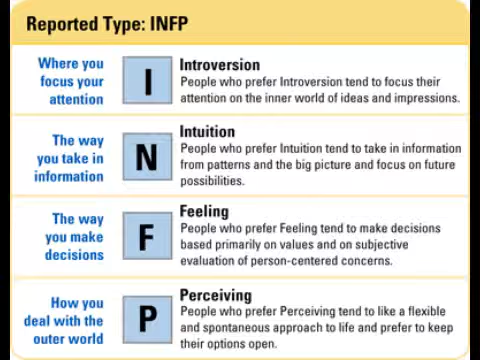 Reported Type: INFP
Where you
focus your
attention
I
Introversion
People who prefer Introversion tend to focus their
attention on the inner world of ideas and impressions.
The way
you take in
information
N
Intuition
People who prefer Intuition tend to take in information
from patterns and the big picture and focus on future
possibilities.
The way
you make
decisions
F
Feeling
People who prefer Feeling tend to make decisions
based primarily on values and on subjective
evaluation of person-centered concerns.
How you
deal with the
outer world
P
Perceiving
People who prefer Perceiving tend to like a flexible
and spontaneous approach to life and prefer to keep
their options open.